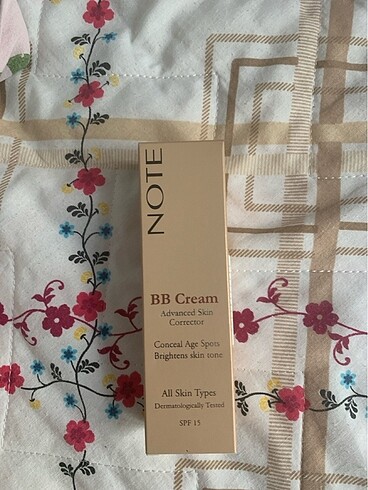 NOTE
BB Cream
Advanced Skin
Corrector
Conceal Age Spots
Brightens skin tone
All Skin Types
Dermatologically Tested
SPF 15